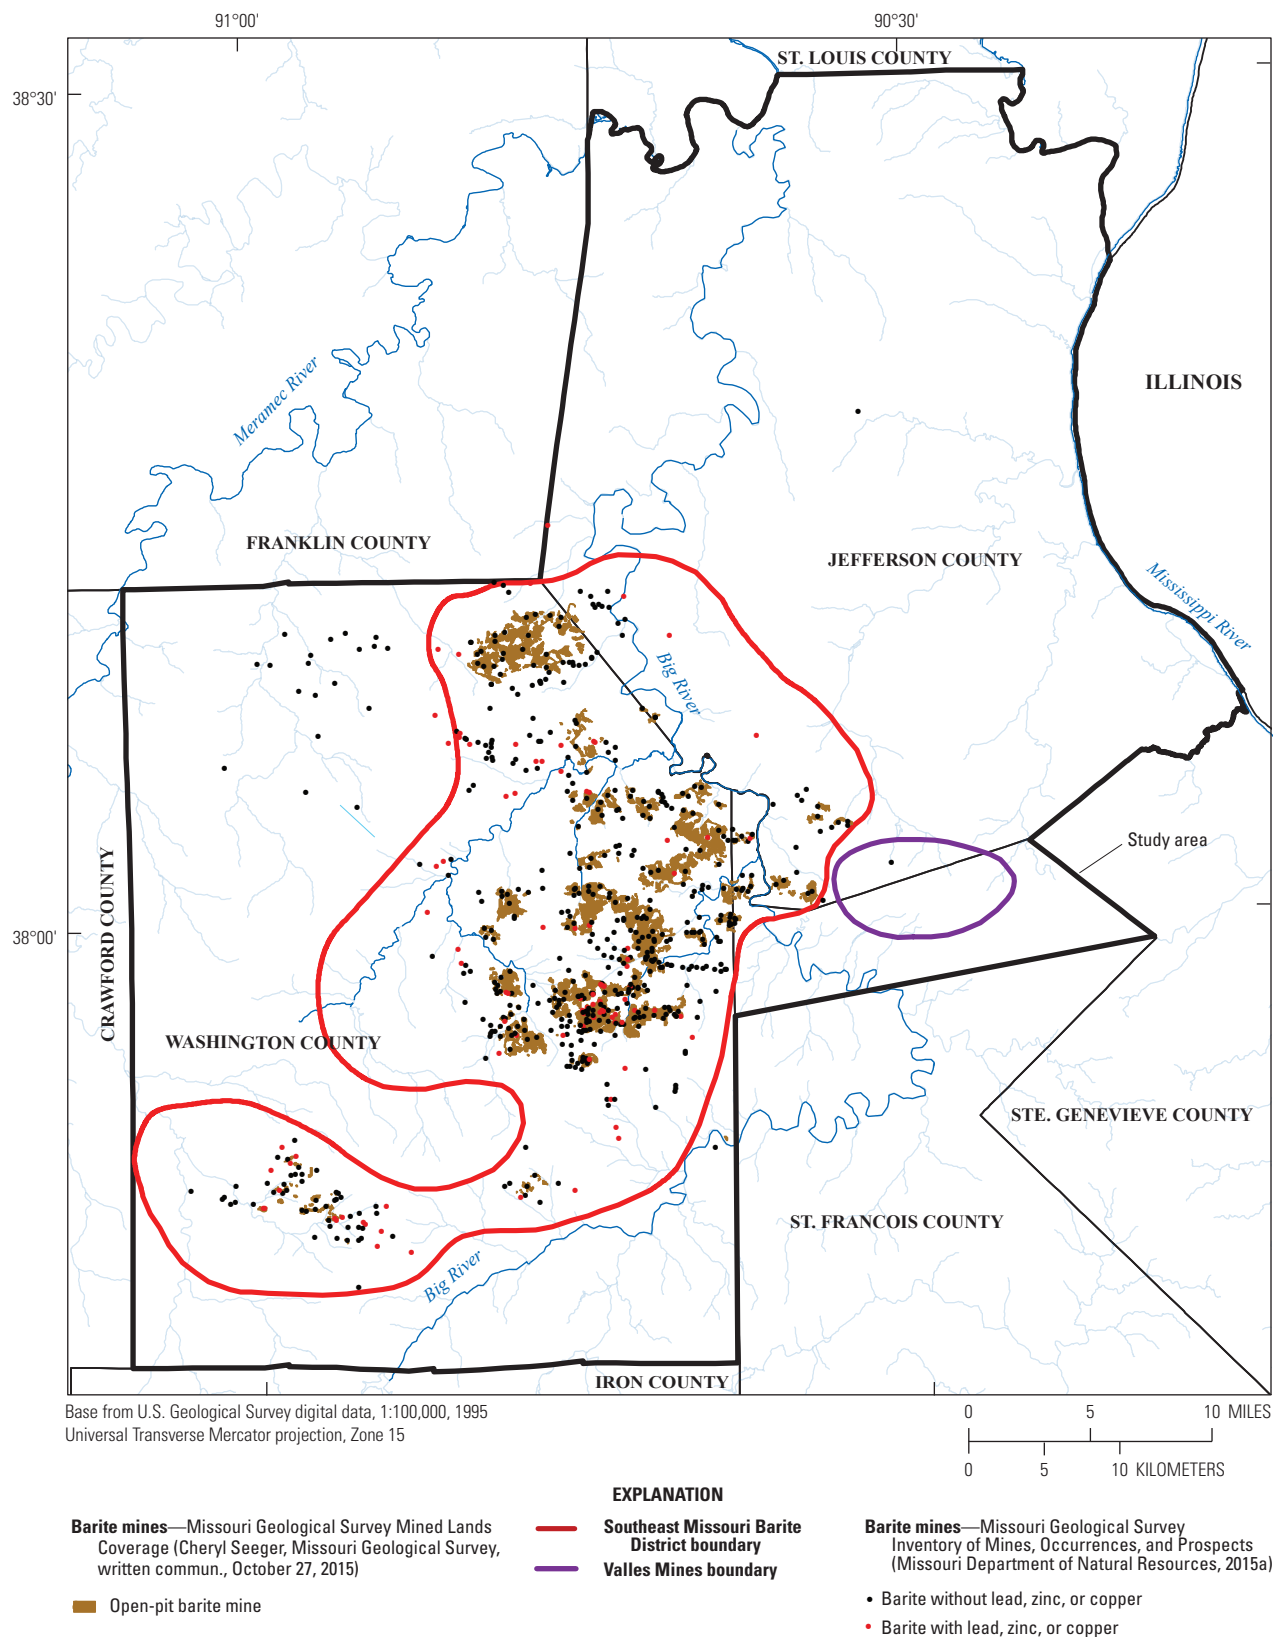 91°00'
90°30'
ST. LOUIS COUNTY
38°30'
ILLINOIS
Meramec River
FRANKLIN COUNTY
JEFFERSON COUNTY
Mississippi River
Big River
Study area
38°00'
CRAWFORD COUNTY
WASHINGTON COUNTY
STE. GENEVIEVE COUNTY
ST. FRANCOIS COUNTY
Big River
IRON COUNTY
Base from U.S. Geological Survey digital data, 1:100,000, 1995
Universal Transverse Mercator projection, Zone 15
0 5 10 MILES
0 5 10 KILOMETERS
EXPLANATION
Barite mines—Missouri Geological Survey Mined Lands
Coverage (Cheryl Seeger, Missouri Geological Survey,
written commun., October 27, 2015)
Open-pit barite mine
Southeast Missouri Barite
District boundary
Valles Mines boundary
Barite mines—Missouri Geological Survey
Inventory of Mines, Occurrences, and Prospects
(Missouri Department of Natural Resources, 2015a)
Barite without lead, zinc, or copper
Barite with lead, zinc, or copper